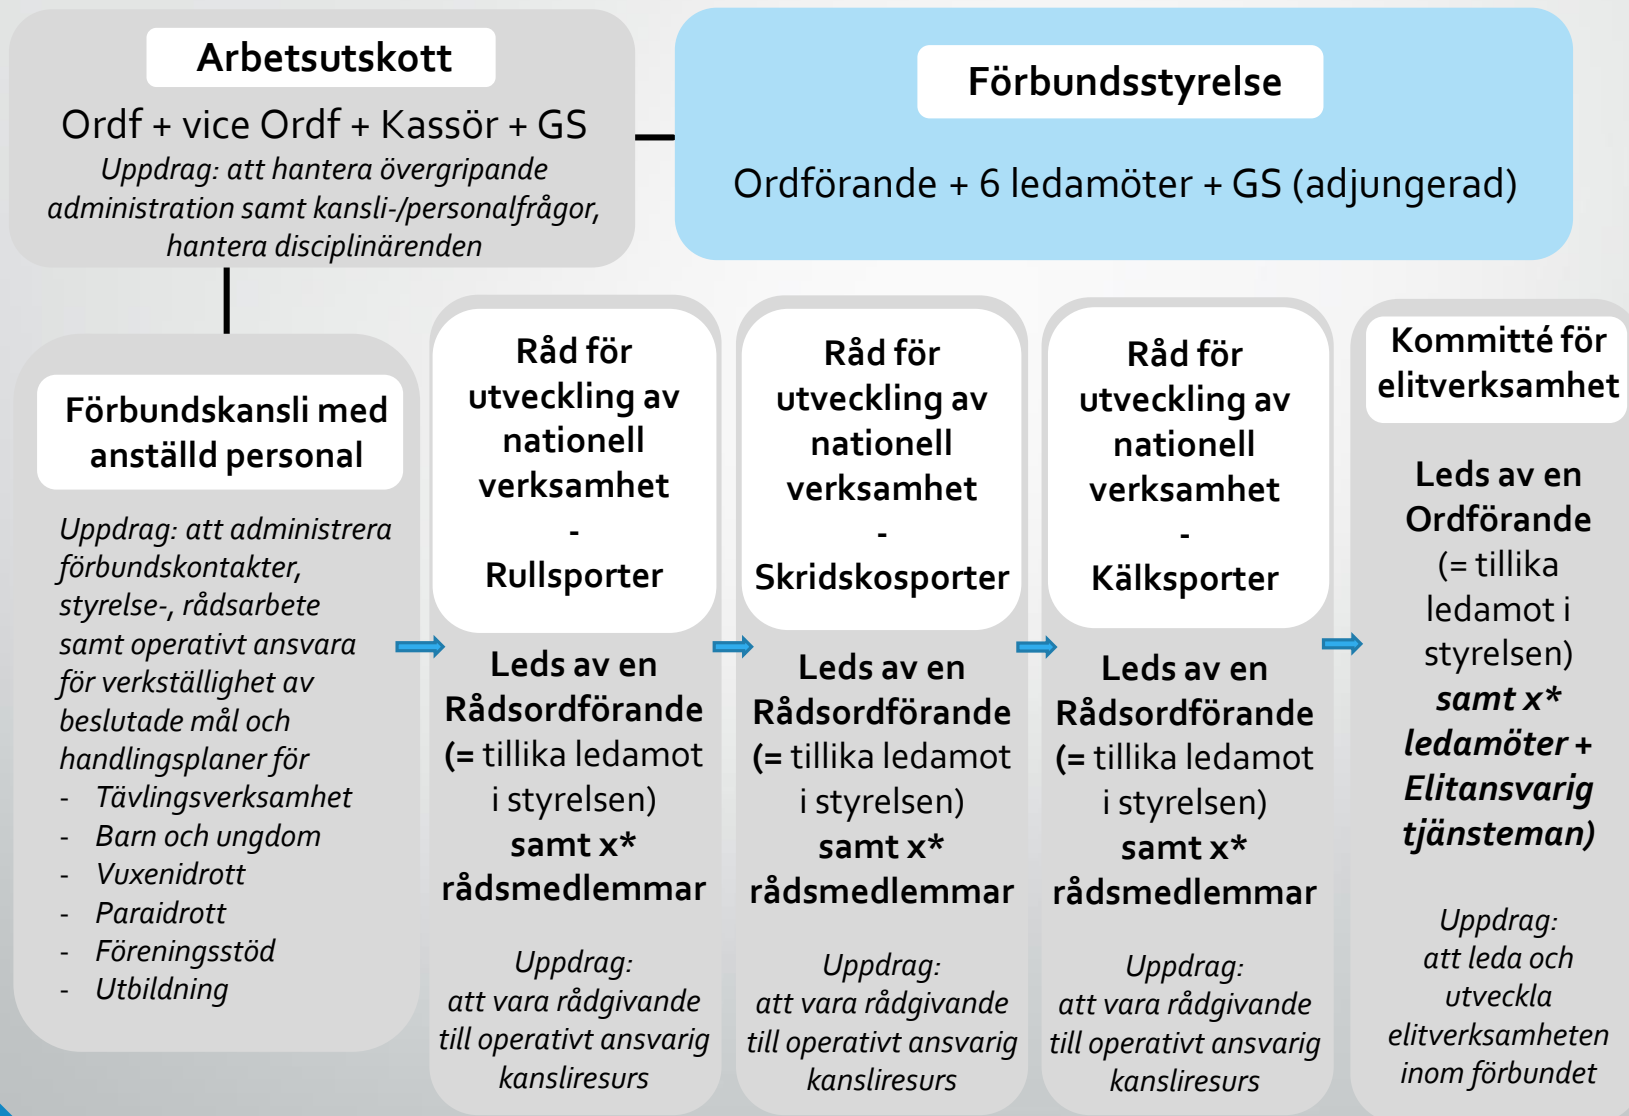 Arbetsutskott
Ordf + vice Ordf + Kassör + GS
Uppdrag: att hantera övergripande
administration samt kansli-/personalfrågor,
hantera disciplinärenden
Förbundsstyrelse
Ordförande + 6 ledamöter + GS (adjungerad)
Förbundskansli med
anställd personal
Uppdrag: att administrera
förbundskontakter,
styrelse-, rådsarbete
samt operativt ansvara
för verkställighet av
beslutade mål och
handlingsplaner för
- Tävlingsverksamhet
- Barn och ungdom
- Vuxenidrott
- Paraidrott
- Föreningsstöd
- Utbildning
Råd för
utveckling av
nationell
verksamhet
-
Rullsporter
Leds av en
Rådsordförande
(= tillika ledamot
i styrelsen)
samt x*
rådsmedlemmar
Uppdrag:
att vara rådgivande
till operativt ansvarig
kansliresurs
Råd för
utveckling av
nationell
verksamhet
-
Skridskosporter
Leds av en
Rådsordförande
(= tillika ledamot
i styrelsen)
samt x*
rådsmedlemmar
Uppdrag:
att vara rådgivande
till operativt ansvarig
kansliresurs
Råd för
utveckling av
nationell
verksamhet
-
Kälksporter
Leds av en
Rådsordförande
(= tillika ledamot
i styrelsen)
samt x*
rådsmedlemmar
Uppdrag:
att vara rådgivande
till operativt ansvarig
kansliresurs
Kommitté för
elitverksamhet
Leds av en
Ordförande
(= tillika
ledamot i
styrelsen)
samt x*
ledamöter +
Elitansvarig
tjänsteman)
Uppdrag:
att leda och
utveckla
elitverksamheten
inom förbundet